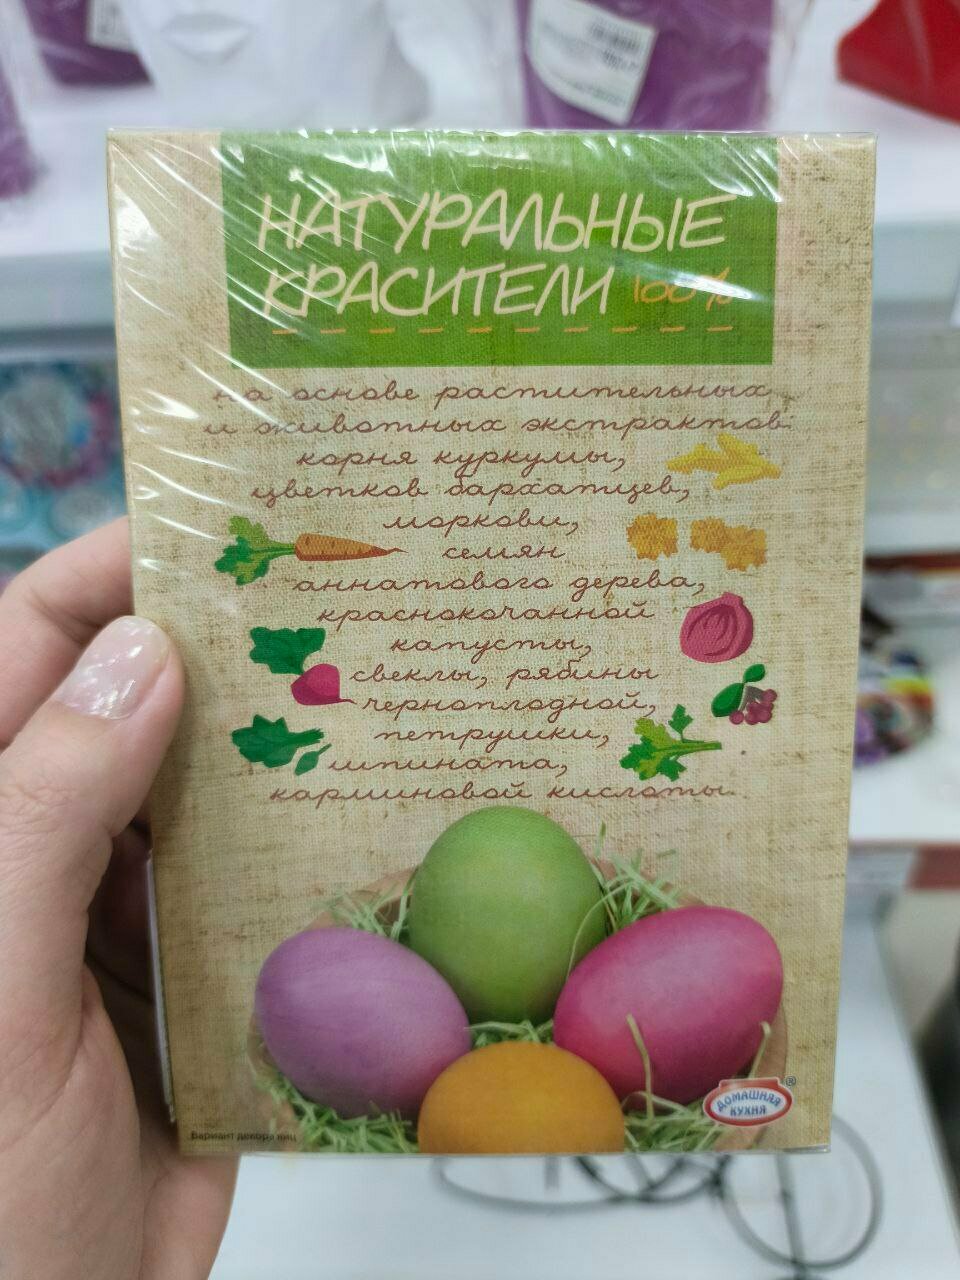 НАТУРАЛЬНЫЕ
КРАСИТЕЛИ 100%
на основе растительных
и животных экстрактов:
корня куркумы,
цветков бархатцев,
моркови,
семян
аннатового дерева,
краснокочанной
капусты,
свеклы, рябины
черноплодной,
петрушки,
шпината,
карминовой кислоты.
ДОМАШНЯЯ
КУХНЯ
®
Вариант декора яиц